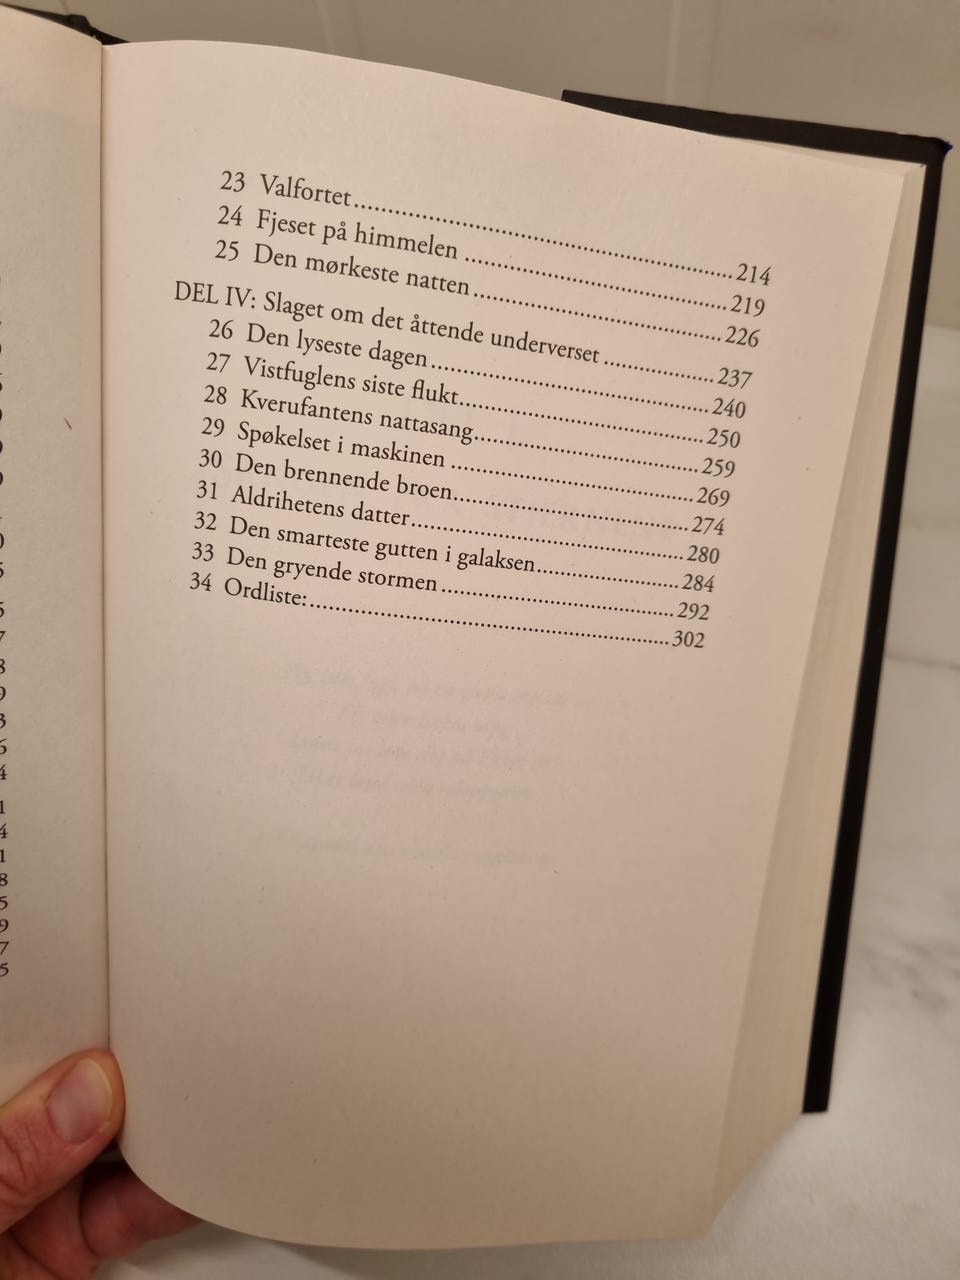 23 Valfortet....................................................214
24 Fjeset på himmelen ....................................219
25 Den mørkeste natten ..................................226
DEL IV: Slaget om det åttende underverset ...............237
26 Den lyseste dagen........................................240
27 Vistfuglens siste flukt...................................250
28 Kverufantens nattasang.................................259
29 Spøkelset i maskinen ...................................269
30 Den brennende broen...................................274
31 Aldrihetens datter.........................................280
32 Den smarteste gutten i galaksen.....................284
33 Den gryende stormen ...................................292
34 Ordliste:......................................................302